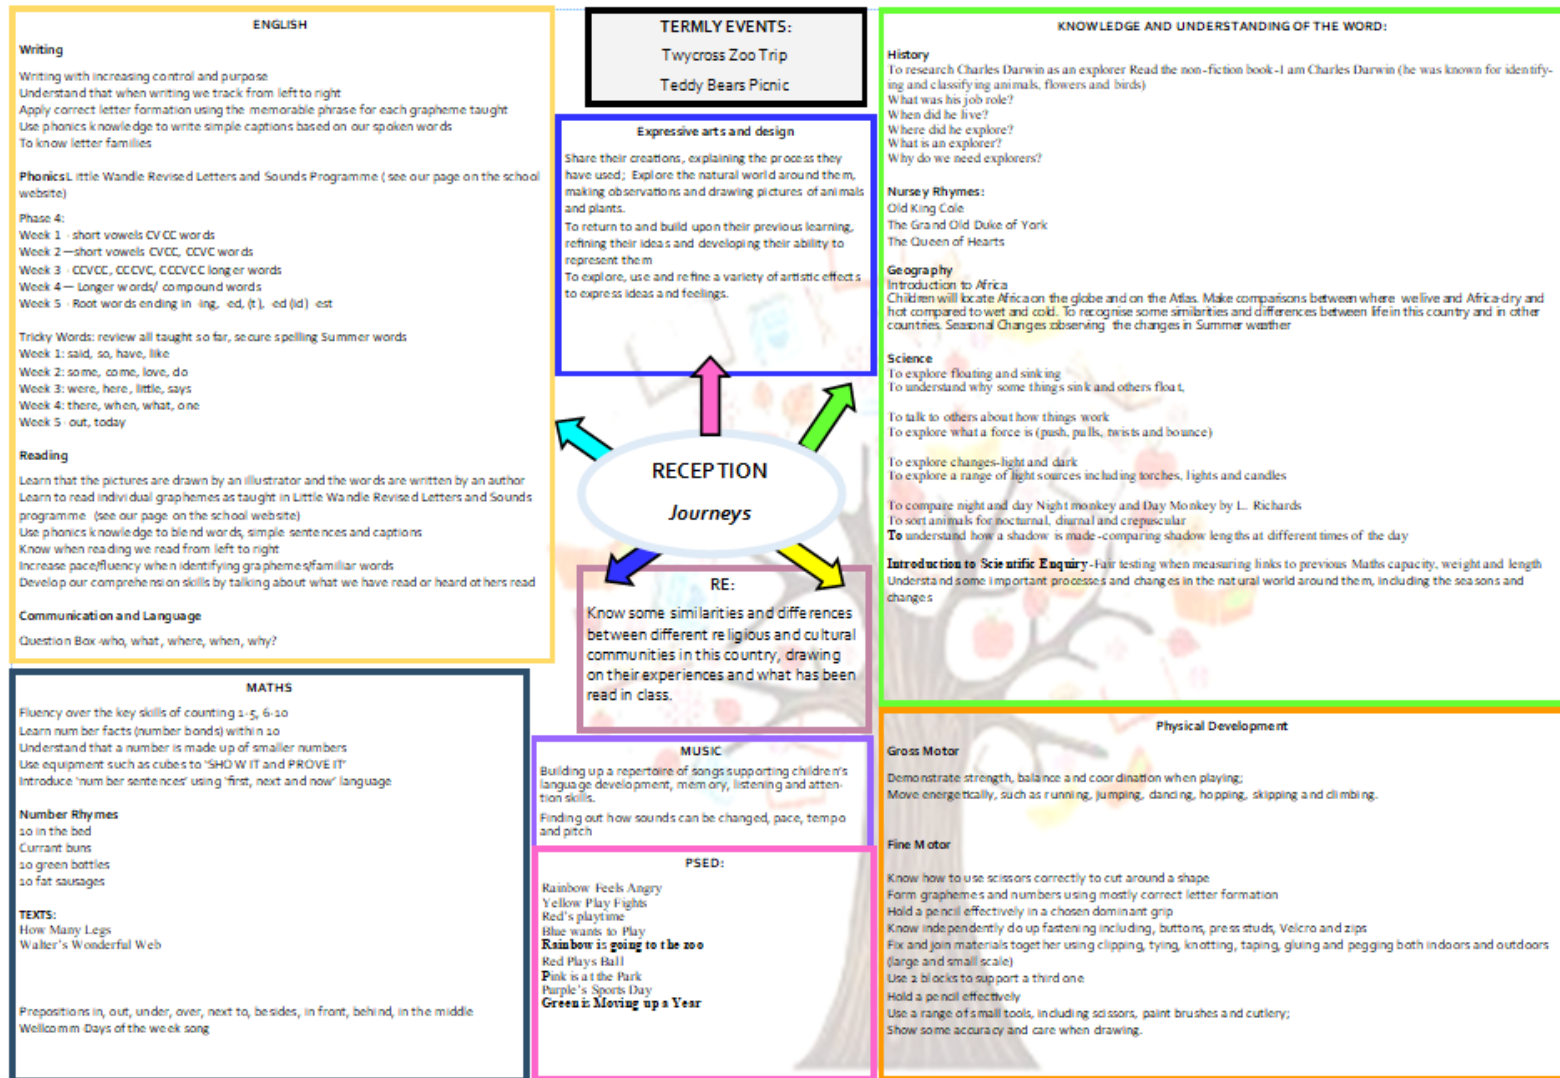 ENGLISH
Writing
Writing with increasing control and purpose
Understand that when writing we track from left to right
Apply correct letter formation using the memorable phrase for each grapheme taught
Use phonics knowledge to write simple captions based on our spoken words
To know letter families
Phonics Little Wandle Revised Letters and Sounds Programme ( see our page on the school
website)
Phase 4:
Week 1 - short vowels CVCC words
Week 2 —short vowels CVCC, CCVC words
Week 3 - CCVCC, CCCVC, CCCVCC longer words
Week 4 — Longer words/ compound words
Week 5 - Root words ending in -ing, -ed, (t), -ed (id) -est
Tricky Words: review all taught so far, secure spelling Summer words
Week 1: said, so, have, like
Week 2: some, come, love, do
Week 3: were, here, little, says
Week 4: there, when, what, one
Week 5 - out, today
Reading
Learn that the pictures are drawn by an illustrator and the words are written by an author
Learn to read individual graphemes as taught in Little Wandle Revised Letters and Sounds
programme (see our page on the school website)
Use phonics knowledge to blend words, simple sentences and captions
Know when reading we read from left to right
Increase pace/fluency when identifying graphemes/familiar words
Develop our comprehension skills by talking about what we have read or heard others read
Communication and Language
Question Box -who, what, where, when, why?
MATHS
Fluency over the key skills of counting 1-5, 6-10
Learn number facts (number bonds) within 10
Understand that a number is made up of smaller numbers
Use equipment such as cubes to 'SHOW IT and PROVE IT'
Introduce 'number sentences' using 'first, next and now' language
Number Rhymes
10 in the bed
Currant buns
10 green bottles
10 fat sausages
TEXTS:
How Many Legs
Walter's Wonderful Web
Prepositions in, out, under, over, next to, besides, in front, behind, in the middle
Wellcomm-Days of the week song
TERMLY EVENTS:
Twycross Zoo Trip
Teddy Bears Picnic
Expressive arts and design
Share their creations, explaining the process they
have used; Explore the natural world around them,
making observations and drawing pictures of animals
and plants.
To return to and build upon their previous learning,
refining their ideas and developing their ability to
represent them
To explore, use and refine a variety of artistic effects
to express ideas and feelings.
RECEPTION
Journeys
RE:
Know some similarities and differences
between different religious and cultural
communities in this country, drawing
on their experiences and what has been
read in class.
MUSIC
Building up a repertoire of songs supporting children's
language development, memory, listening and atten-
tion skills.
Finding out how sounds can be changed, pace, tempo
and pitch
PSED:
Rainbow Feels Angry
Yellow Play Fights
Red's playtime
Blue wants to Play
Rainbow is going to the zoo
Red Plays Ball
Pink is at the Park
Purple's Sports Day
Green is Moving up a Year
KNOWLEDGE AND UNDERSTANDING OF THE WORD:
History
To research Charles Darwin as an explorer Read the non-fiction book-I am Charles Darwin (he was known for identify-
ing and classifying animals, flowers and birds)
What was his job role?
When did he live?
Where did he explore?
What is an explorer?
Why do we need explorers?
Nursey Rhymes:
Old King Cole
The Grand Old Duke of York
The Queen of Hearts
Geography
Introduction to Africa
Children will locate Africa on the globe and on the Atlas. Make comparisons between where we live and Africa-dry and
hot compared to wet and cold. To recognise some similarities and differences between life in this country and in other
countries. Seasonal Changes observing the changes in Summer weather
Science
To explore floating and sinking
To understand why some things sink and others float,
To talk to others about how things work
To explore what a force is (push, pulls, twists and bounce)
To explore changes-light and dark
To explore a range of light sources including torches, lights and candles
To compare night and day Night monkey and Day Monkey by L. Richards
To sort animals for nocturnal, diurnal and crepuscular
To understand how a shadow is made -comparing shadow lengths at different times of the day
Introduction to Scientific Enquiry-Fair testing when measuring links to previous Maths capacity, weight and length
Understand some important processes and changes in the natural world around them, including the seasons and
changes
Physical Development
Gross Motor
Demonstrate strength, balance and coordination when playing;
Move energetically, such as running, jumping, dancing, hopping, skipping and climbing.
Fine Motor
Know how to use scissors correctly to cut around a shape
Form graphemes and numbers using mostly correct letter formation
Hold a pencil effectively in a chosen dominant grip
Know independently do up fastening including, buttons, press studs, Velcro and zips
Fix and join materials together using clipping, tying, knotting, taping, gluing and pegging both indoors and outdoors
(large and small scale)
Use 2 blocks to support a third one
Hold a pencil effectively
Use a range of small tools, including scissors, paint brushes and cutlery;
Show some accuracy and care when drawing.